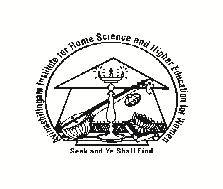 Avinashilingam Institute for Home Science and Higher Education for Women
Seek and Ye Shall Find